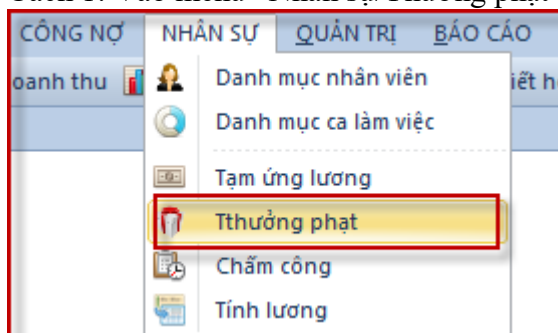 CÔNG NỢ NHÂN SỰ QUẢN TRỊ BÁO CÁO
oanh thu Danh mục nhân viên iết h
Danh mục ca làm việc
Tạm ứng lương
Tthưởng phạt
Chấm công
Tính lương